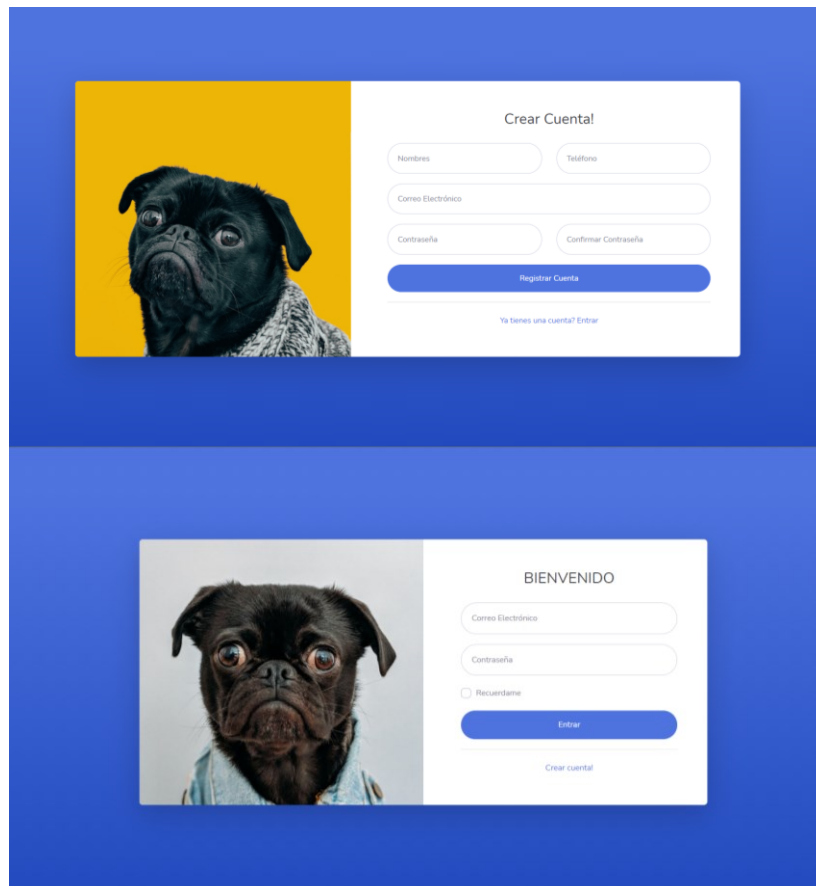 Crear Cuenta!
Nombres
Teléfono
Correo Electrónico
Contraseña
Confirmar Contraseña
Registrar Cuenta
Ya tienes una cuenta? Entrar
BIENVENIDO
Correo Electrónico
Contraseña
Recuerdame
Entrar
Crear cuenta!